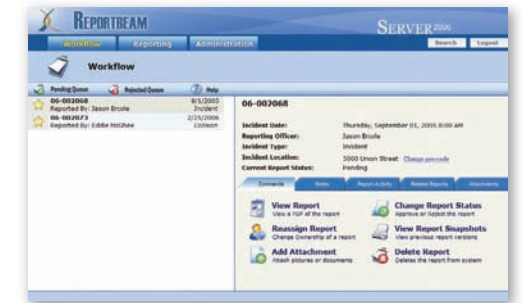 REPORTBEAM
SERVER 2006
Workflow Reporting Administration
Search Logout
Workflow
Pending Queue Rejected Queue Help
06-002068 9/1/2005
Reported By: Jason Ercole Incident
06-002073 2/25/2006
Reported By: Eddie McGhee Collision
06-002068
Incident Date: Thursday, September 01, 2005 8:00 AM
Reporting Officer: Jason Ercole
Incident Type: Incident
Incident Location: 5000 Union Street Change geo-code
Current Report Status: Pending
Commands Notes Report Activity Related Reports Attachments
View Report
View a PDF of the report
Change Report Status
Approve or Reject the report
Reassign Report
Change Ownership of a report
View Report Snapshots
View previous report versions
Add Attachment
Attach pictures or documents
Delete Report
Deletes the report from system